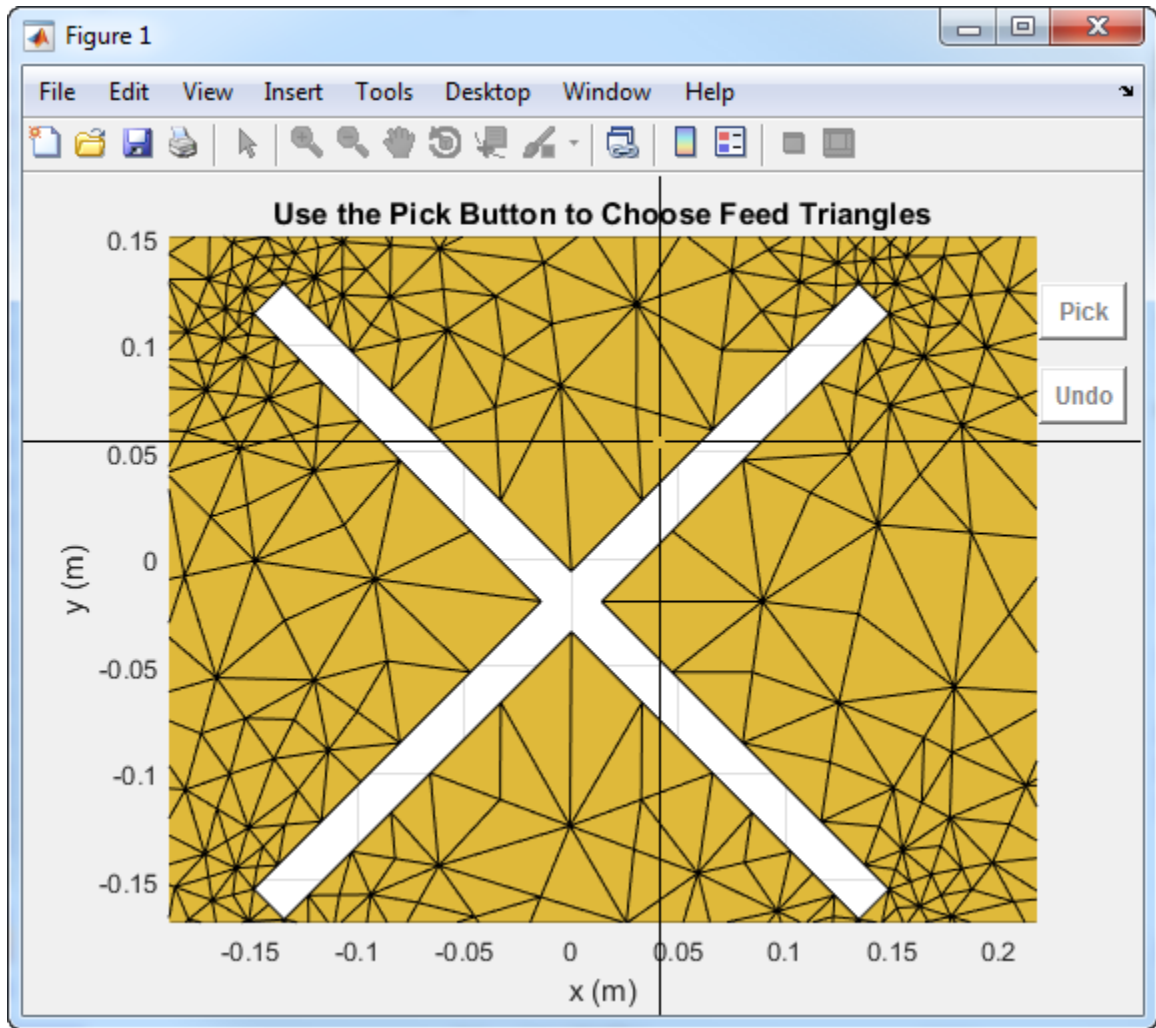 Figure 1
File Edit View Insert Tools Desktop Window Help
Use the Pick Button to Choose Feed Triangles
0.15
0.1
0.05
0
-0.05
-0.1
-0.15
y (m)
-0.15 -0.1 -0.05 0 0.05 0.1 0.15 0.2
x (m)
Pick
Undo